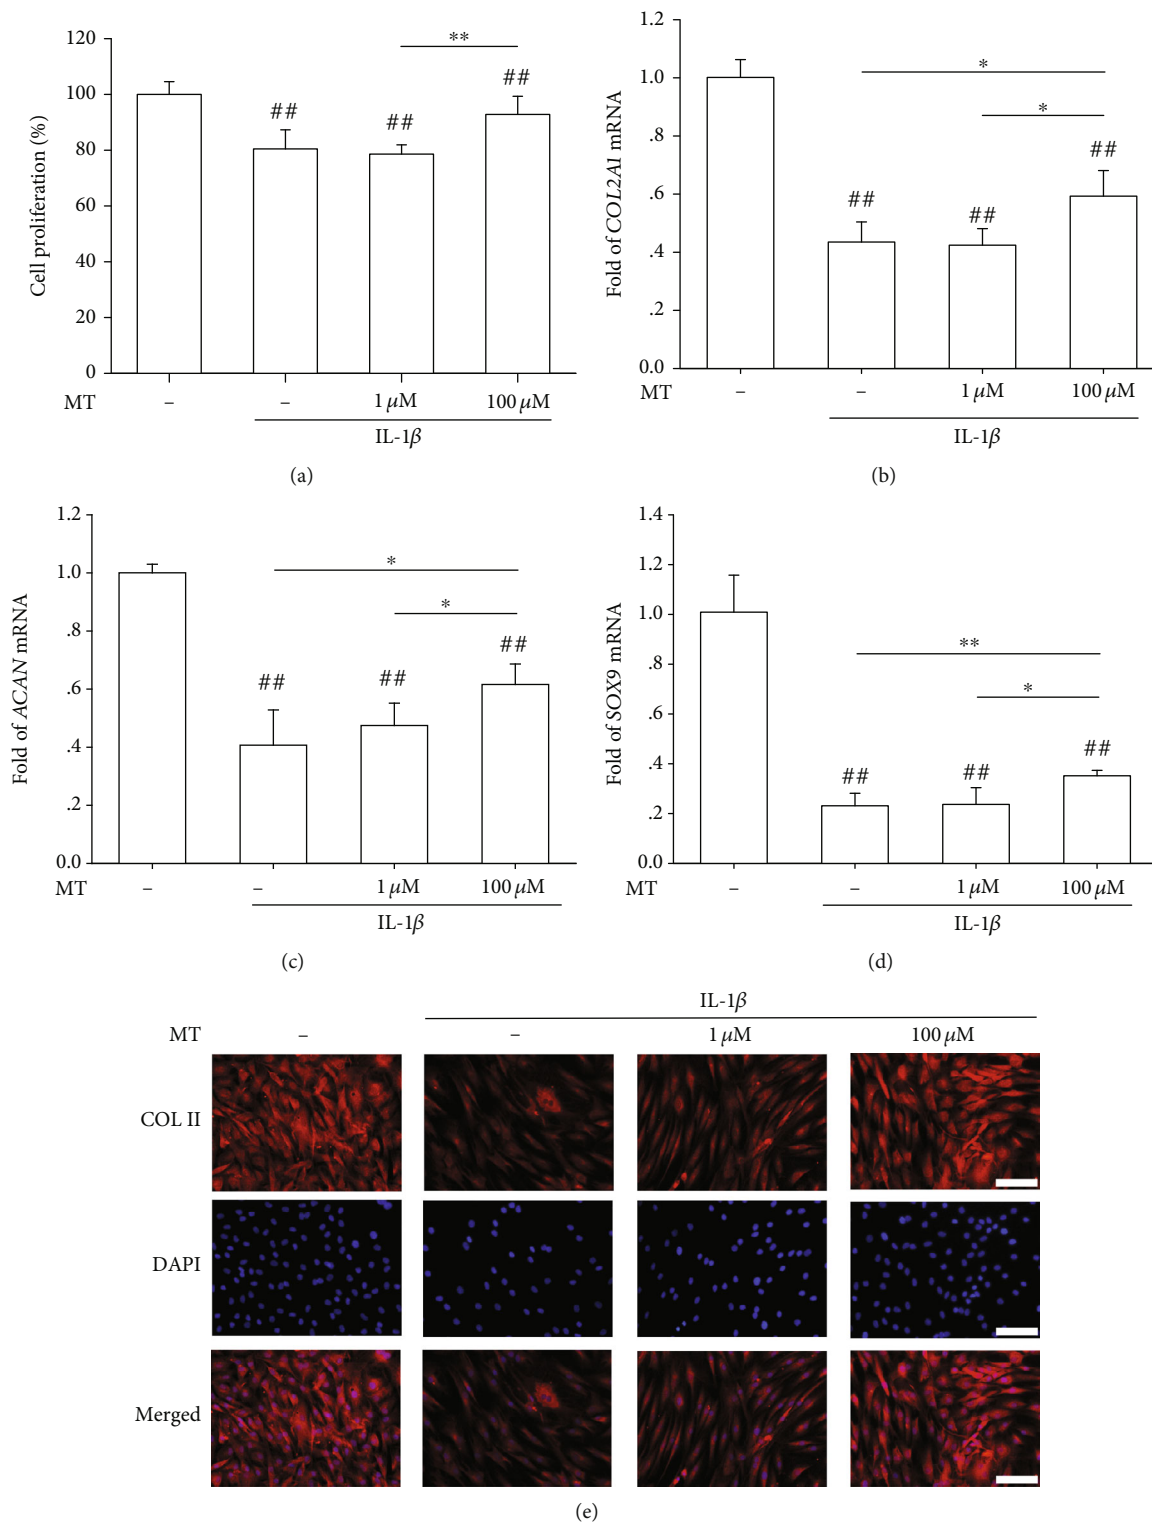 120
100
80
60
40
20
0
Cell proliferation (%)
**
##
##
##
MT – – 1 μM 100 μM
IL-1β
(a)
1.2
1.0
.8
.6
.4
.2
0.0
Fold of COL2A1 mRNA
*
*
##
##
##
MT – – 1 μM 100 μM
IL-1β
(b)
1.2
1.0
.8
.6
.4
.2
0.0
Fold of ACAN mRNA
*
*
##
##
##
MT – – 1 μM 100 μM
IL-1β
(c)
1.4
1.2
1.0
.8
.6
.4
.2
0.0
Fold of SOX9 mRNA
**
*
##
##
##
MT – – 1 μM 100 μM
IL-1β
(d)
IL-1β
MT – – 1 μM 100 μM
COL II
DAPI
Merged
(e)